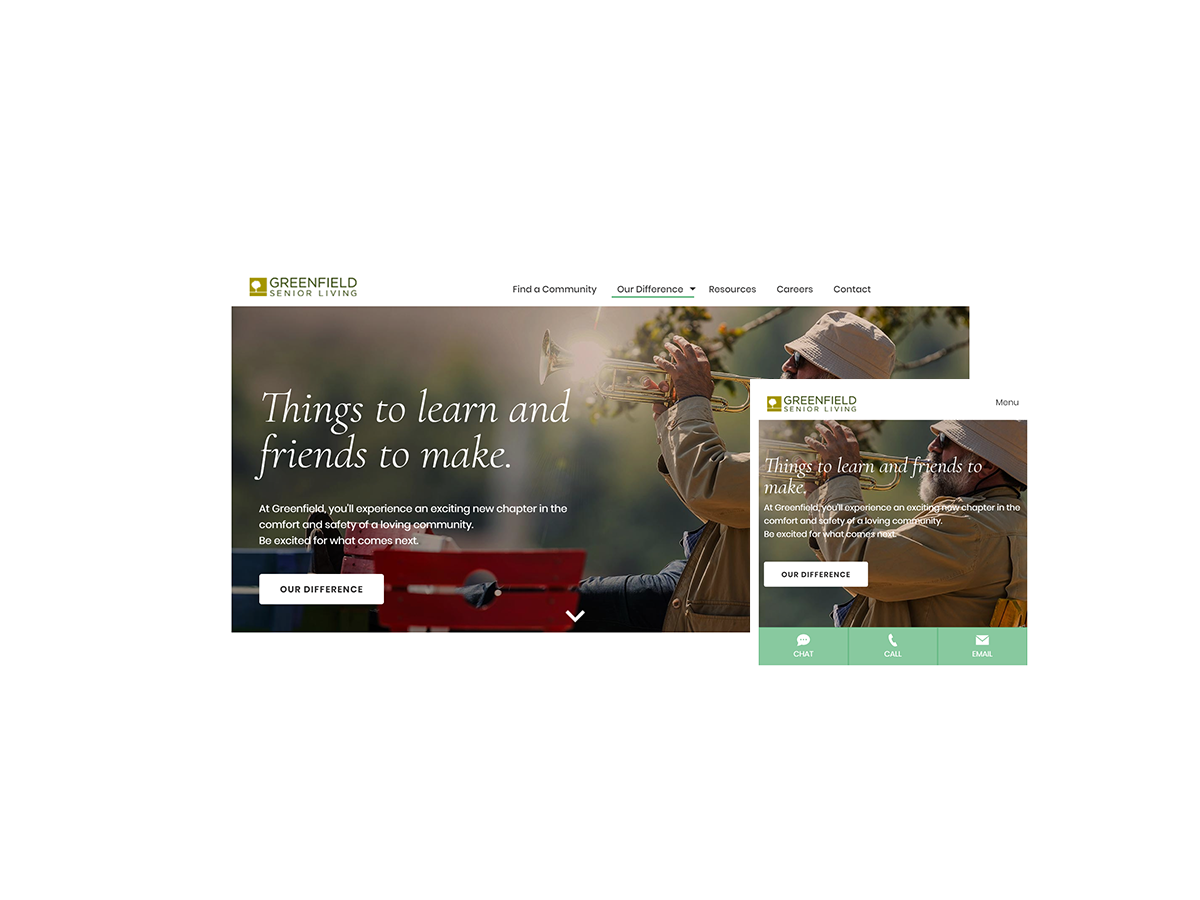 GREENFIELD
SENIOR LIVING
Find a Community
Our Difference
Resources
Careers
Contact
Things to learn and
friends to make.
At Greenfield, you'll experience an exciting new chapter in the
comfort and safety of a loving community.
Be excited for what comes next.
OUR DIFFERENCE
GREENFIELD
SENIOR LIVING
Menu
Things to learn and friends to
make.
At Greenfield, you'll experience an exciting new chapter in the
comfort and safety of a loving community.
Be excited for what comes next.
OUR DIFFERENCE
CHAT
CALL
EMAIL